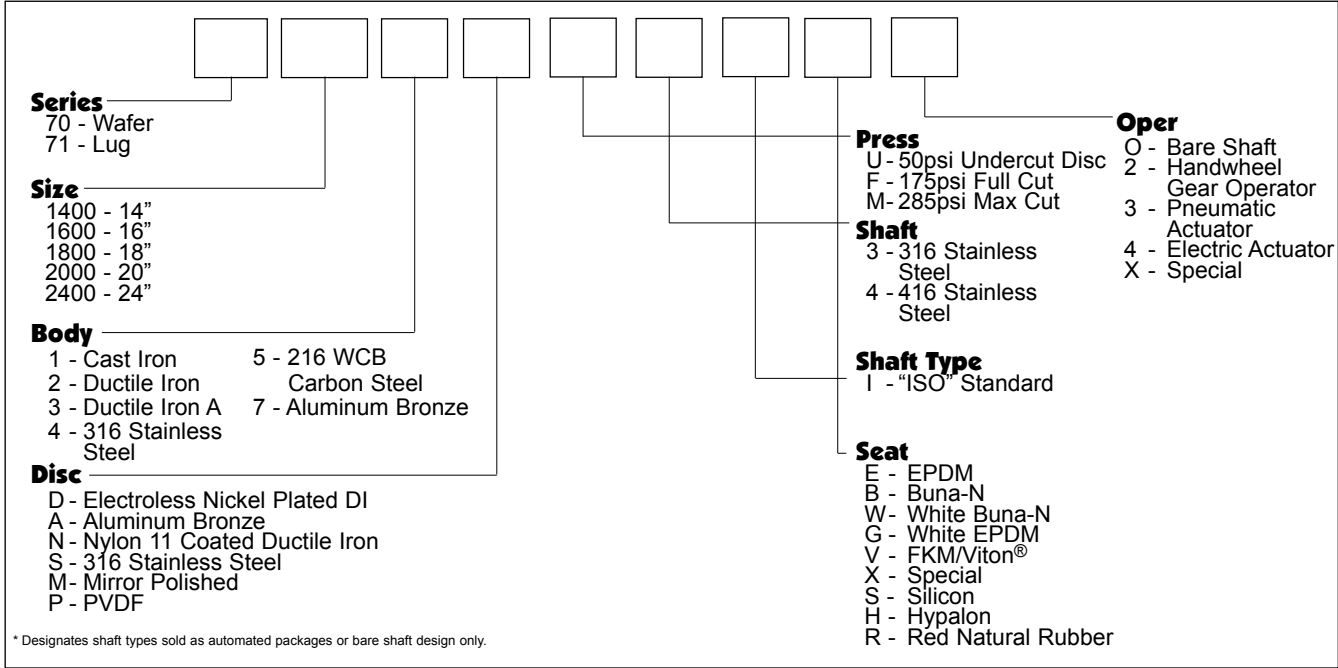 Series
70 - Wafer
71 - Lug
Size
1400 - 14”
1600 - 16”
1800 - 18”
2000 - 20”
2400 - 24”
Body
1 - Cast Iron
2 - Ductile Iron
3 - Ductile Iron A
4 - 316 Stainless
Steel
5 - 216 WCB
Carbon Steel
7 - Aluminum Bronze
Disc
D - Electroless Nickel Plated DI
A - Aluminum Bronze
N - Nylon 11 Coated Ductile Iron
S - 316 Stainless Steel
M - Mirror Polished
P - PVDF
* Designates shaft types sold as automated packages or bare shaft design only.
Press
U - 50psi Undercut Disc
F - 175psi Full Cut
M - 285psi Max Cut
Shaft
3 - 316 Stainless
Steel
4 - 416 Stainless
Steel
Shaft Type
I - “ISO” Standard
Seat
E - EPDM
B - Buna-N
W - White Buna-N
G - White EPDM
V - FKM/Viton®
X - Special
S - Silicon
H - Hypalon
R - Red Natural Rubber
Oper
O - Bare Shaft
2 - Handwheel
Gear Operator
3 - Pneumatic
Actuator
4 - Electric Actuator
X - Special